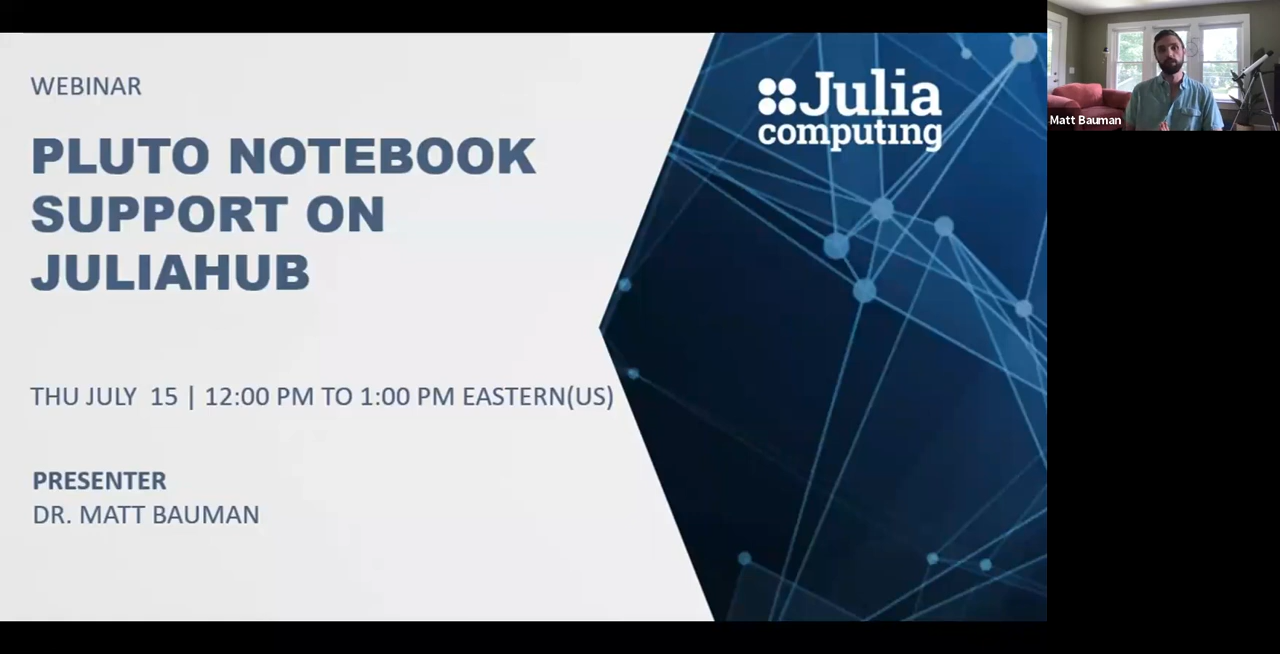 WEBINAR
PLUTO NOTEBOOK
SUPPORT ON
JULIAHUB
THU JULY  15 | 12:00 PM TO 1:00 PM EASTERN(US)
PRESENTER
DR. MATT BAUMAN
Julia
computing
Matt Bauman